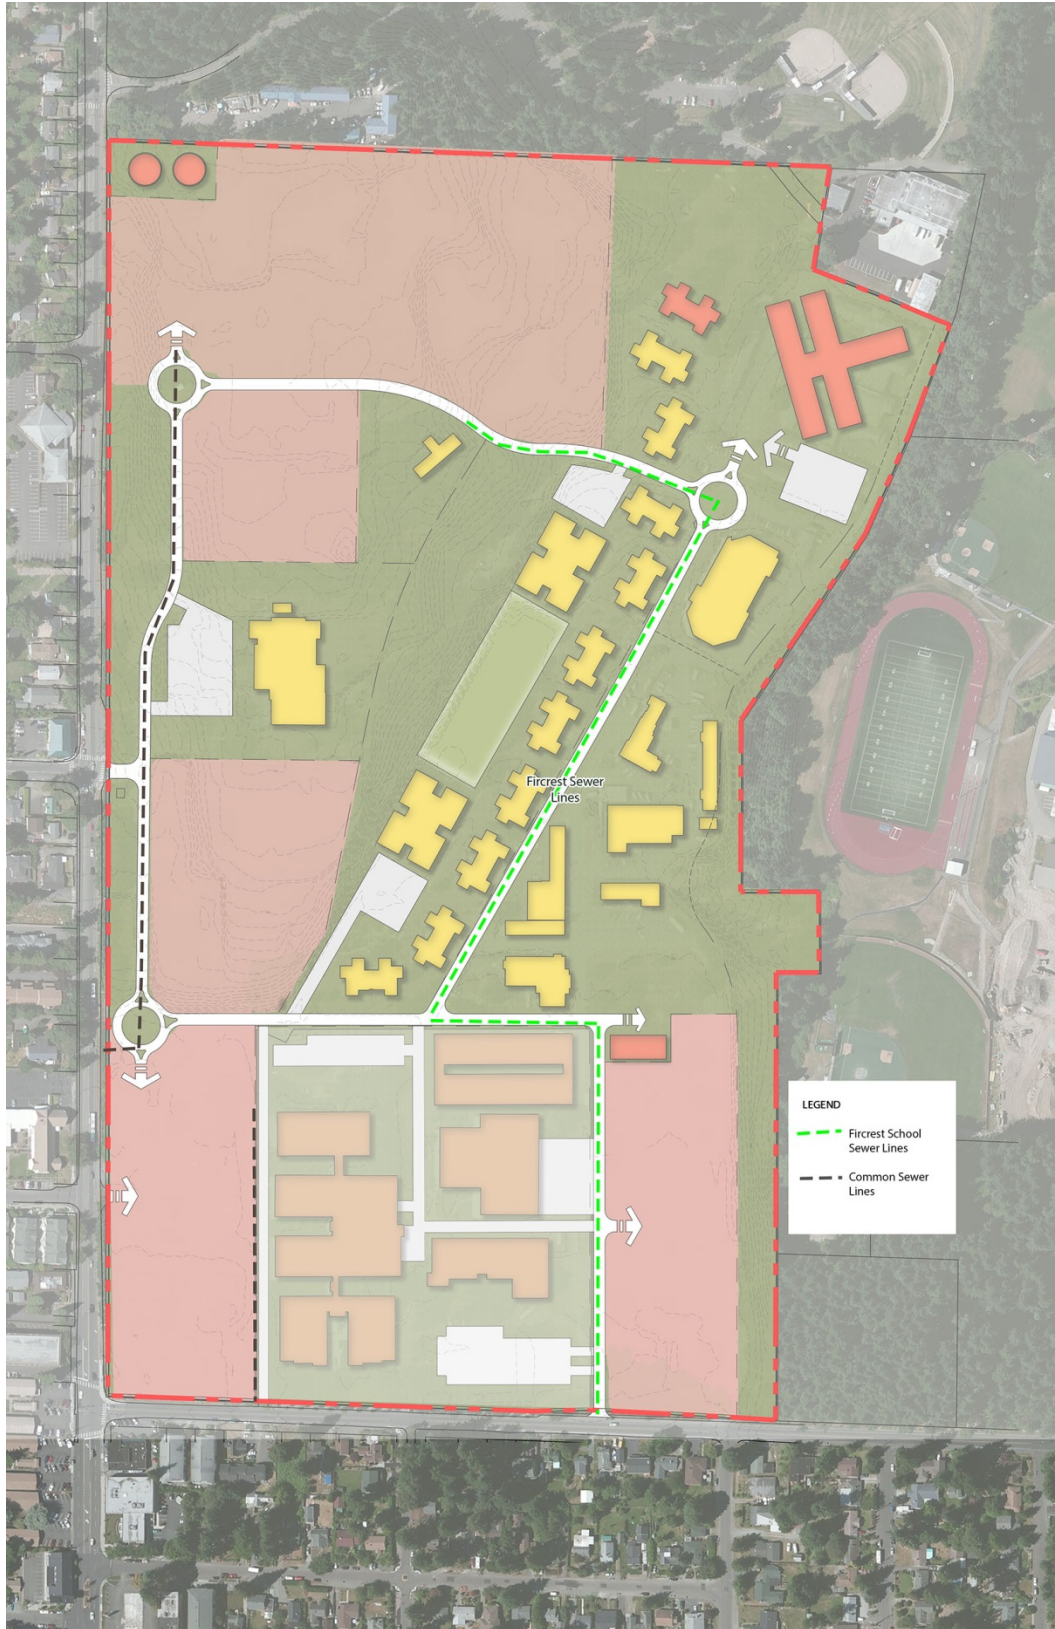 Fircrest Sewer
Lines
LEGEND
Fircrest School
Sewer Lines
Common Sewer
Lines